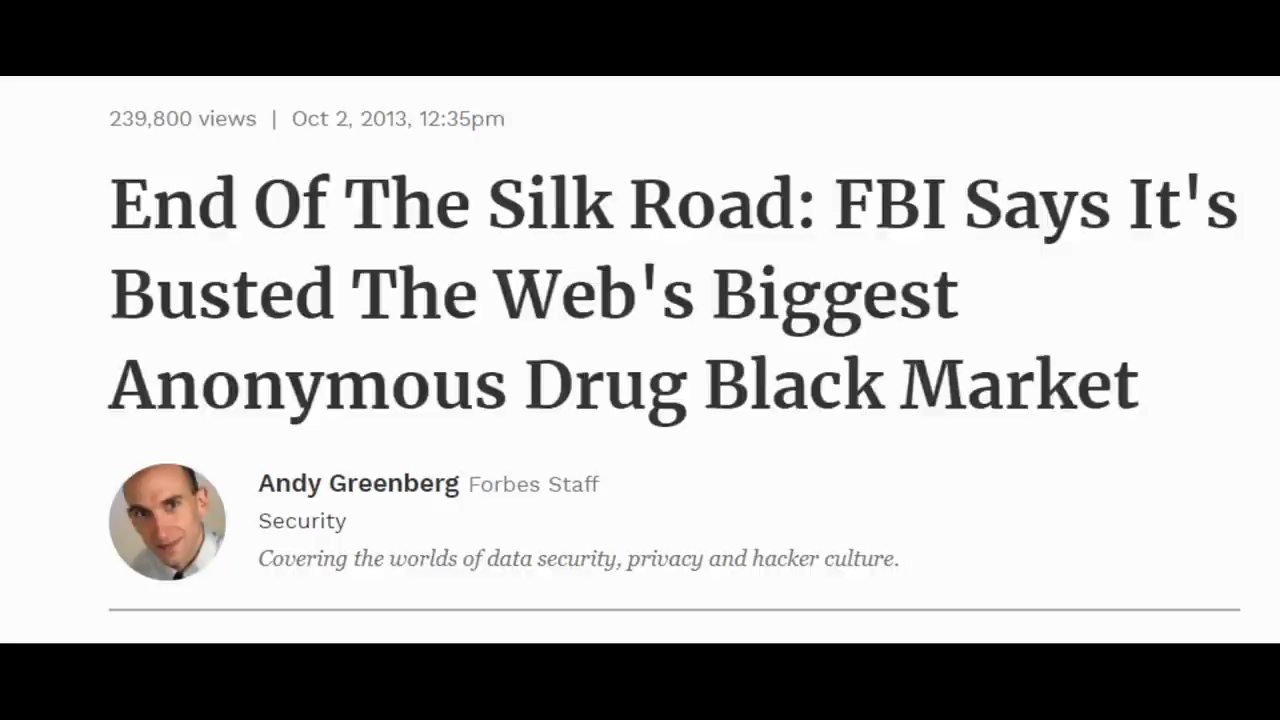 239,800 views | Oct 2, 2013, 12:35pm
End Of The Silk Road: FBI Says It's
Busted The Web's Biggest
Anonymous Drug Black Market
Andy Greenberg Forbes Staff
Security
Covering the worlds of data security, privacy and hacker culture.